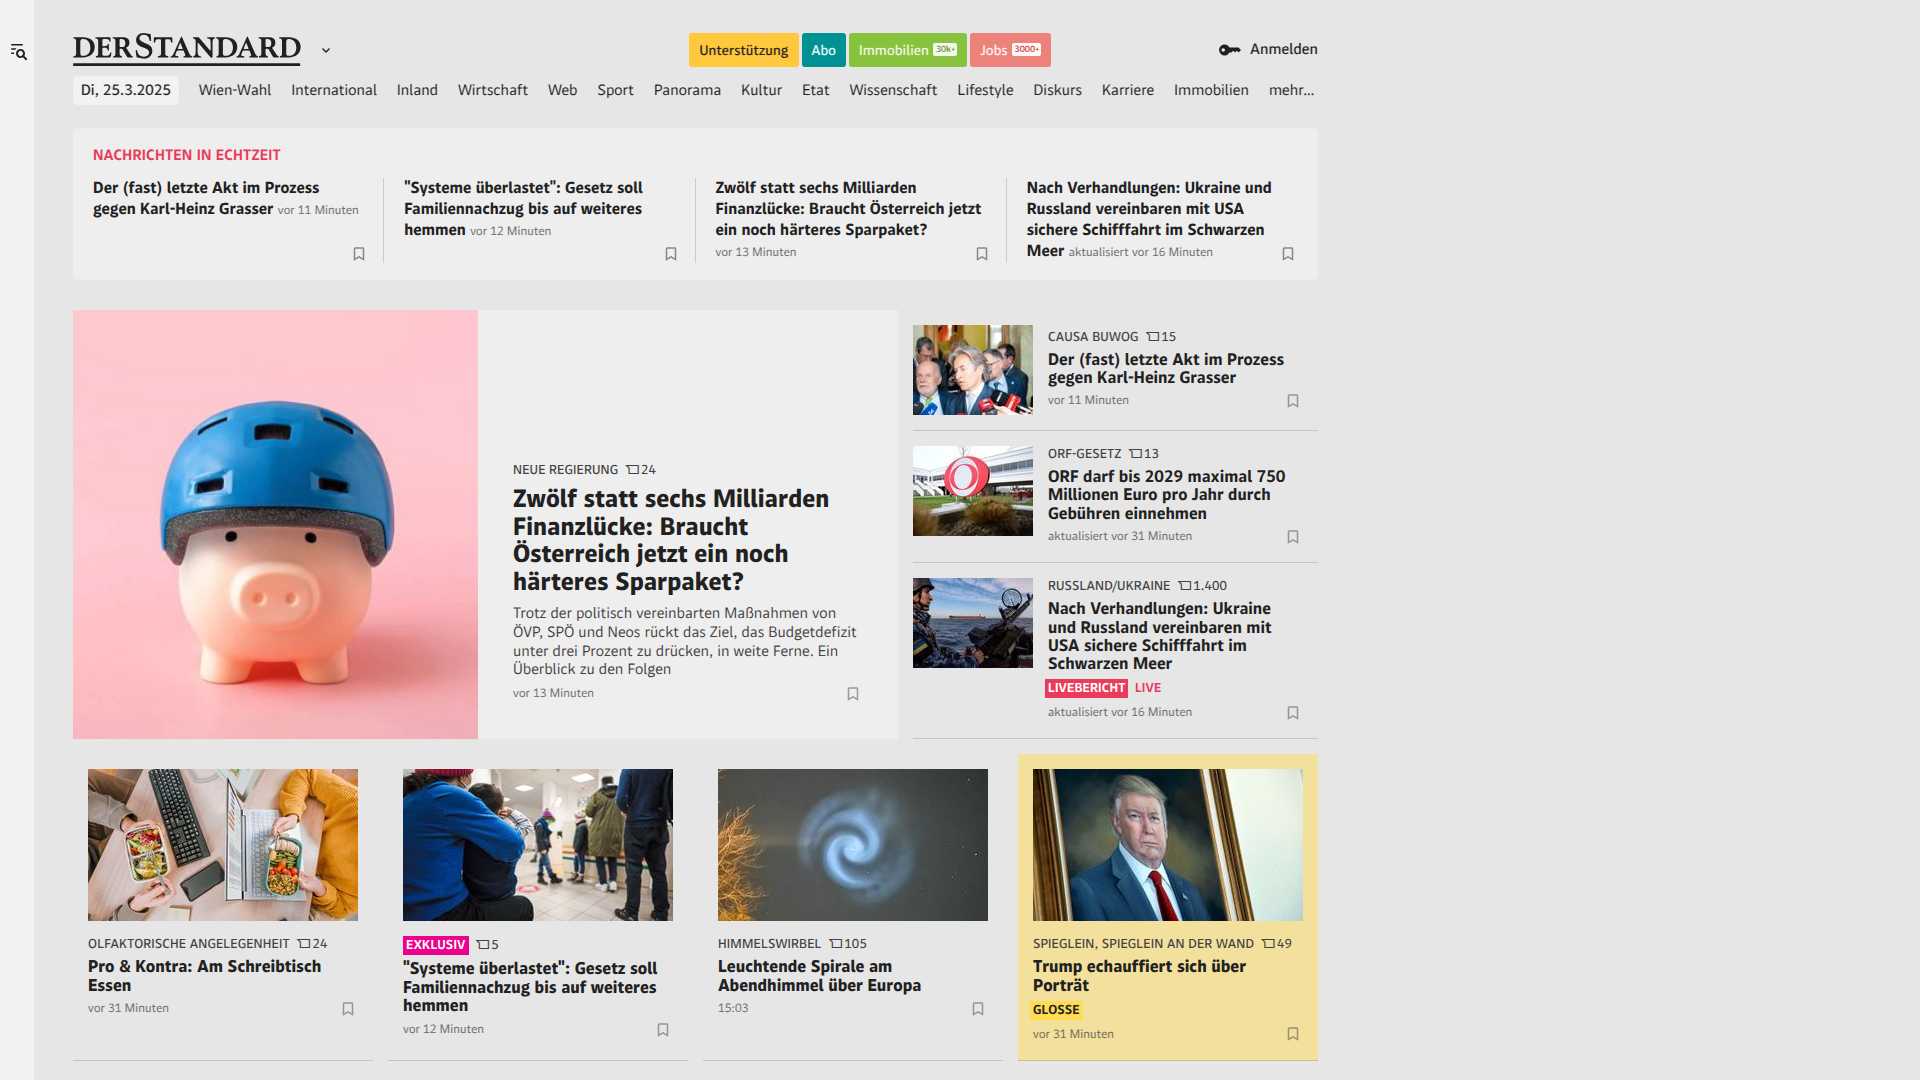 DERSTANDARD
Unterstützung
Abo
Immobilien 30k+
Jobs 3000+
Anmelden
Di, 25.3.2025
Wien-Wahl
International
Inland
Wirtschaft
Web
Sport
Panorama
Kultur
Etat
Wissenschaft
Lifestyle
Diskurs
Karriere
Immobilien
mehr...
NACHRICHTEN IN ECHTZEIT
Der (fast) letzte Akt im Prozess
gegen Karl-Heinz Grasser vor 11 Minuten
"Systeme überlastet": Gesetz soll
Familiennachzug bis auf weiteres
hemmen vor 12 Minuten
Zwölf statt sechs Milliarden
Finanzlücke: Braucht Österreich jetzt
ein noch härteres Sparpaket?
vor 13 Minuten
Nach Verhandlungen: Ukraine und
Russland vereinbaren mit USA
sichere Schifffahrt im Schwarzen
Meer aktualisiert vor 16 Minuten
NEUE REGIERUNG 24
Zwölf statt sechs Milliarden
Finanzlücke: Braucht
Österreich jetzt ein noch
härteres Sparpaket?
Trotz der politisch vereinbarten Maßnahmen von
ÖVP, SPÖ und Neos rückt das Ziel, das Budgetdefizit
unter drei Prozent zu drücken, in weite Ferne. Ein
Überblick zu den Folgen
vor 13 Minuten
CAUSA BUWOG 15
Der (fast) letzte Akt im Prozess
gegen Karl-Heinz Grasser
vor 11 Minuten
ORF-GESETZ 13
ORF darf bis 2029 maximal 750
Millionen Euro pro Jahr durch
Gebühren einnehmen
aktualisiert vor 31 Minuten
RUSSLAND/UKRAINE 1.400
Nach Verhandlungen: Ukraine
und Russland vereinbaren mit
USA sichere Schifffahrt im
Schwarzen Meer
LIVEBERICHT LIVE
aktualisiert vor 16 Minuten
OLFAKTORISCHE ANGELEGENHEIT 24
Pro & Kontra: Am Schreibtisch
Essen
vor 31 Minuten
EXKLUSIV 5
"Systeme überlastet": Gesetz soll
Familiennachzug bis auf weiteres
hemmen
vor 12 Minuten
HIMMELSWIRBEL 105
Leuchtende Spirale am
Abendhimmel über Europa
15:03
SPIEGLEIN, SPIEGLEIN AN DER WAND 49
Trump echauffiert sich über
Porträt
GLOSSE
vor 31 Minuten